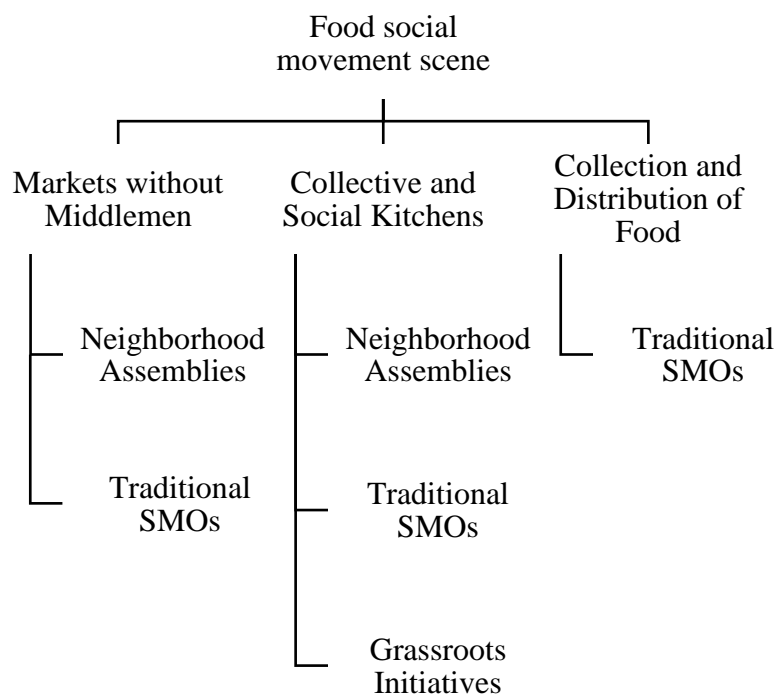 Food social
movement scene
Markets without
Middlemen
Neighborhood
Assemblies
Traditional
SMOs
Collective and
Social Kitchens
Neighborhood
Assemblies
Traditional
SMOs
Grassroots
Initiatives
Collection and
Distribution of
Food
Traditional
SMOs